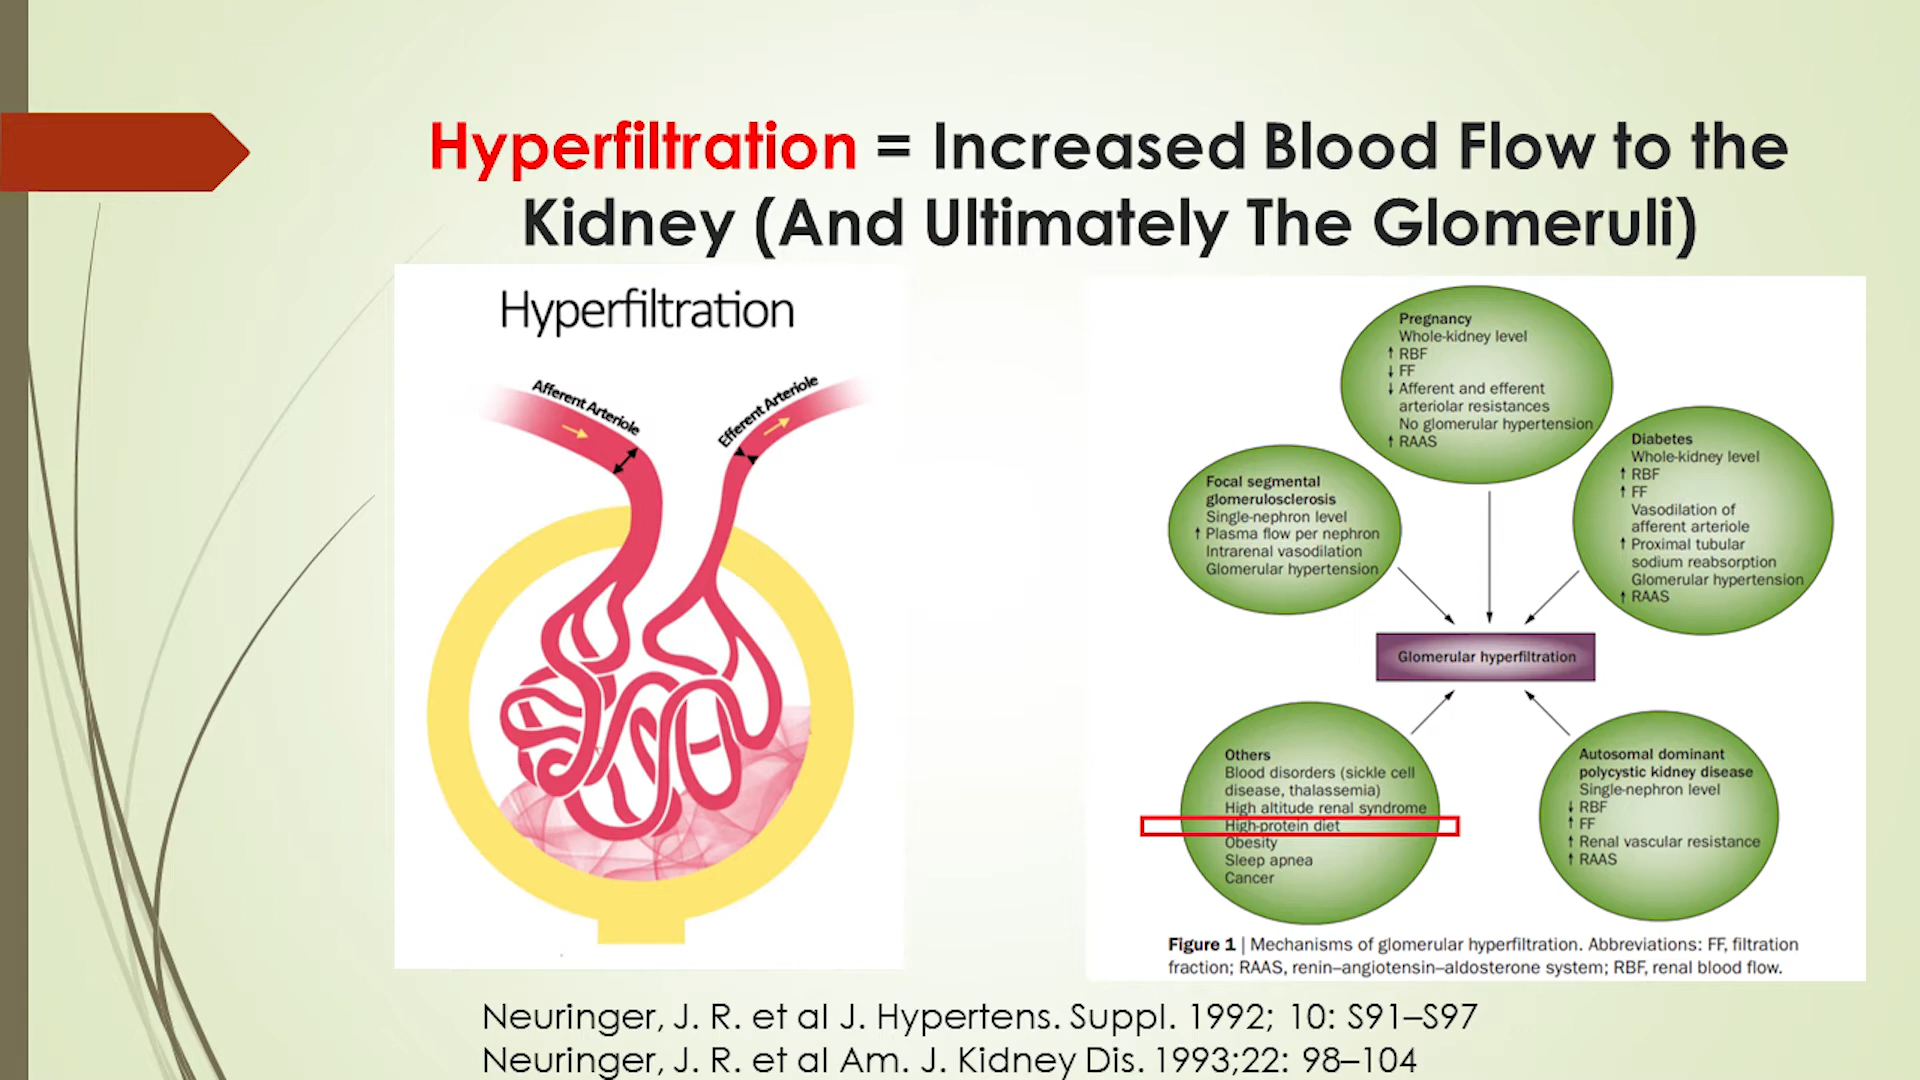 Hyperfiltration = Increased Blood Flow to the
Kidney (And Ultimately The Glomeruli)
Hyperfiltration
Afferent Arteriole
Efferent Arteriole
Pregnancy
Whole-kidney level
↑ RBF
↓ FF
↓ Afferent and efferent
arteriolar resistances
No glomerular hypertension
↑ RAAS
Diabetes
Whole-kidney level
↑ RBF
↑ FF
Vasodilation of
afferent arteriole
↑ Proximal tubular
sodium reabsorption
Glomerular hypertension
↑ RAAS
Focal segmental
glomerulosclerosis
Single-nephron level
↑ Plasma flow per nephron
Intrarenal vasodilation
Glomerular hypertension
Glomerular hyperfiltration
Others
Blood disorders (sickle cell
disease, thalassemia)
High altitude renal syndrome
High-protein diet
Obesity
Sleep apnea
Cancer
Autosomal dominant
polycystic kidney disease
Single-nephron level
↓ RBF
↑ FF
↑ Renal vascular resistance
↑ RAAS
Figure 1 | Mechanisms of glomerular hyperfiltration. Abbreviations: FF, filtration
fraction; RAAS, renin–angiotensin–aldosterone system; RBF, renal blood flow.
Neuringer, J. R. et al J. Hypertens. Suppl. 1992; 10: S91–S97
Neuringer, J. R. et al Am. J. Kidney Dis. 1993;22: 98–104